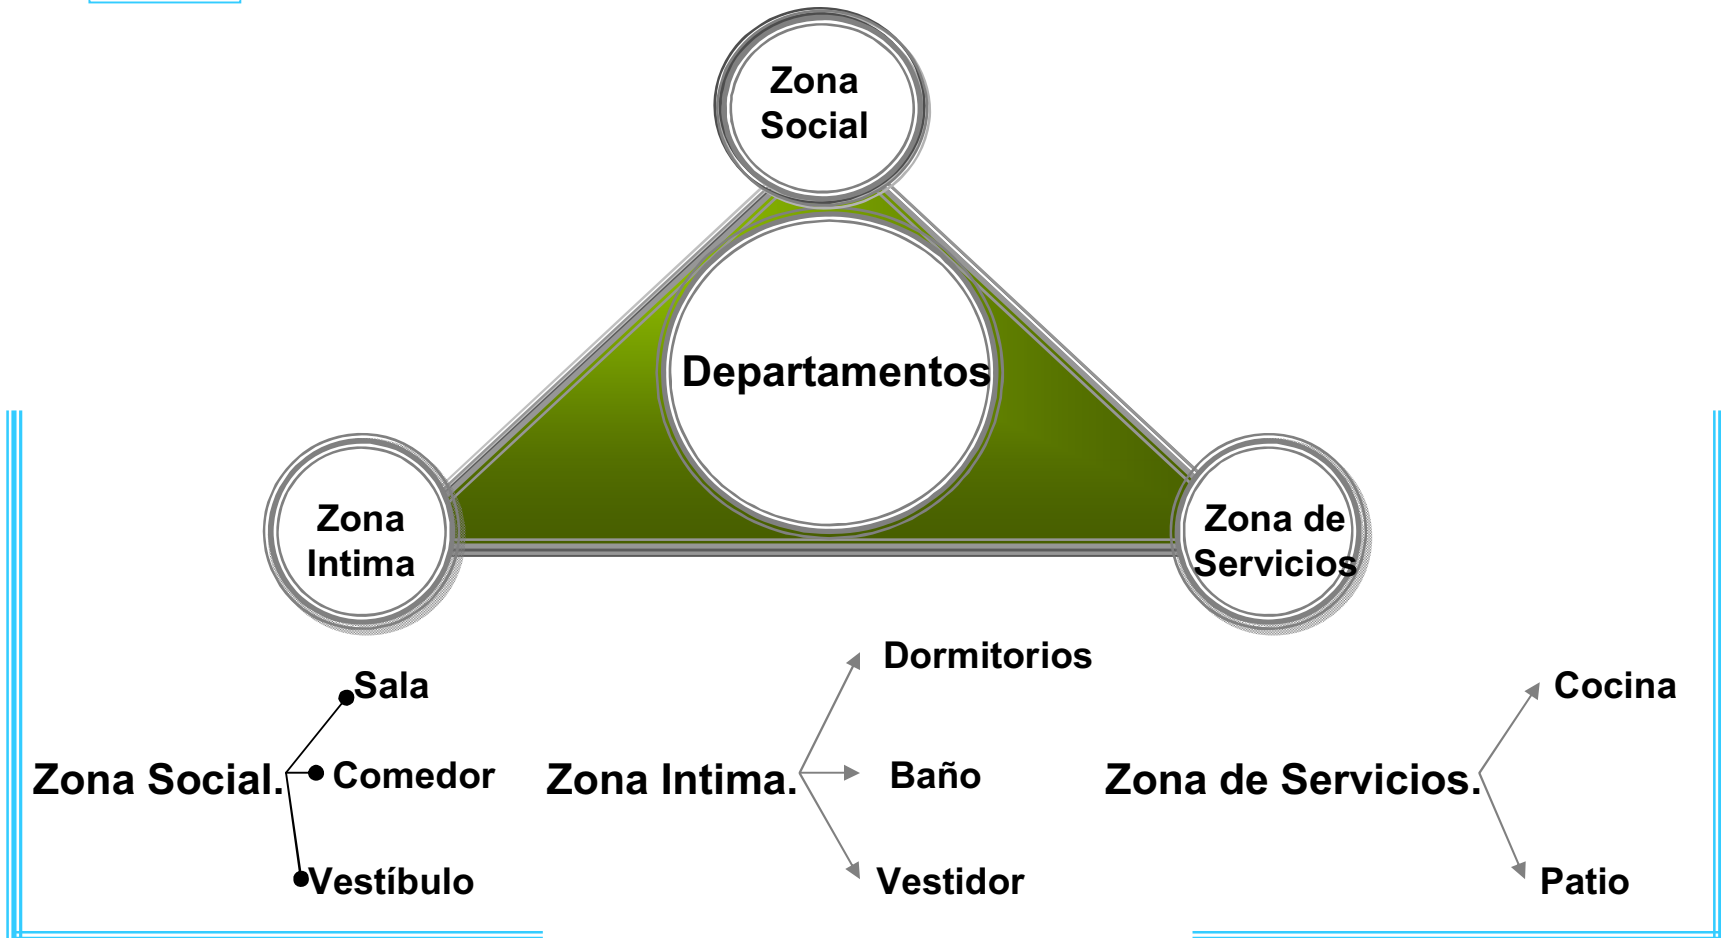 Zona
Social
Departamentos
Zona
Intima
Zona de
Servicios
Zona Social.
Sala
Comedor
Vestíbulo
Zona Intima.
Dormitorios
Baño
Vestidor
Zona de Servicios.
Cocina
Patio